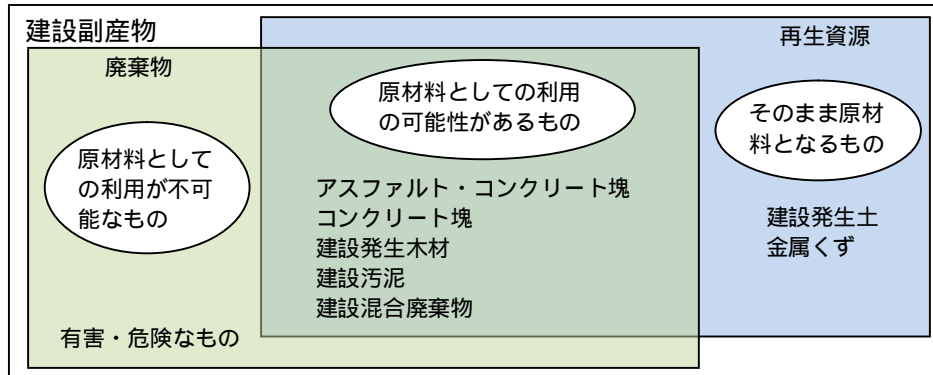 建設副産物
廃棄物
再生資源
原材料として
の利用が不可
能なもの
原材料としての利用
の可能性があるもの
そのまま原材
料となるもの
アスファルト・コンクリート塊
コンクリート塊
建設発生木材
建設汚泥
建設混合廃棄物
建設発生土
金属くず
有害・危険なもの